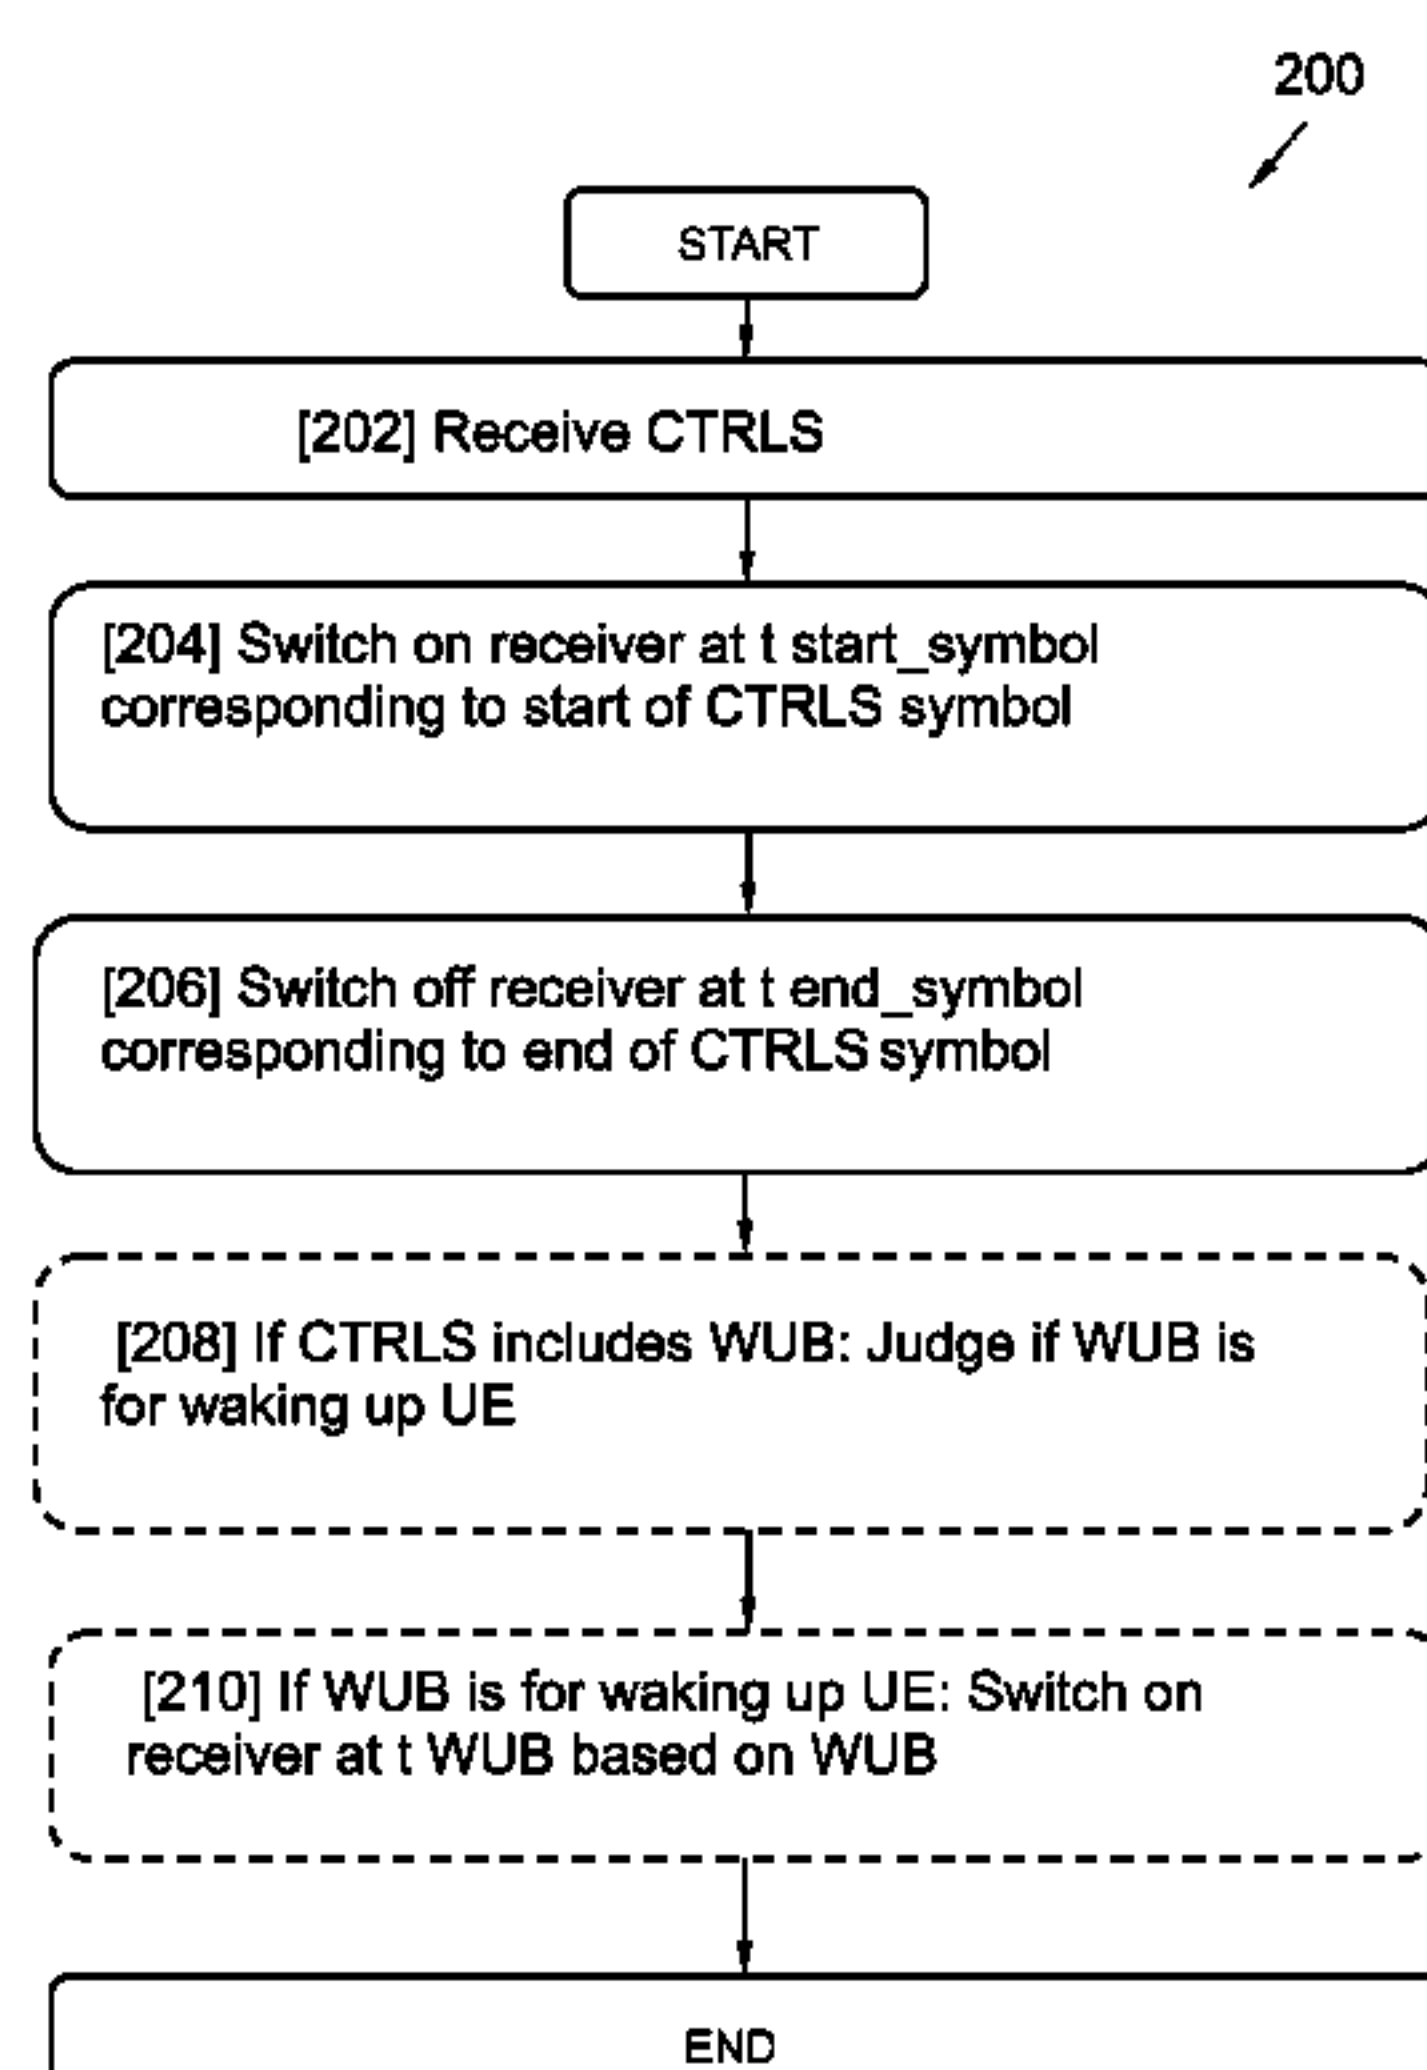 200
START
[202] Receive CTRLS
[204] Switch on receiver at t start_symbol
corresponding to start of CTRLS symbol
[206] Switch off receiver at t end_symbol
corresponding to end of CTRLS symbol
[208] If CTRLS includes WUB: Judge if WUB is
for waking up UE
[210] If WUB is for waking up UE: Switch on
receiver at t WUB based on WUB
END